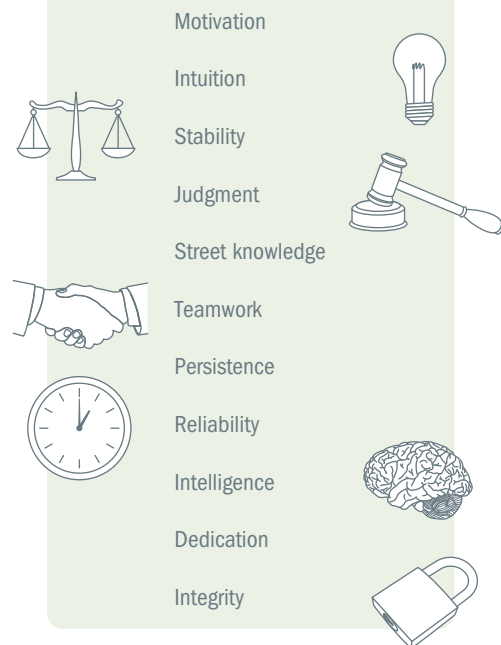 Motivation
Intuition
Stability
Judgment
Street knowledge
Teamwork
Persistence
Reliability
Intelligence
Dedication
Integrity